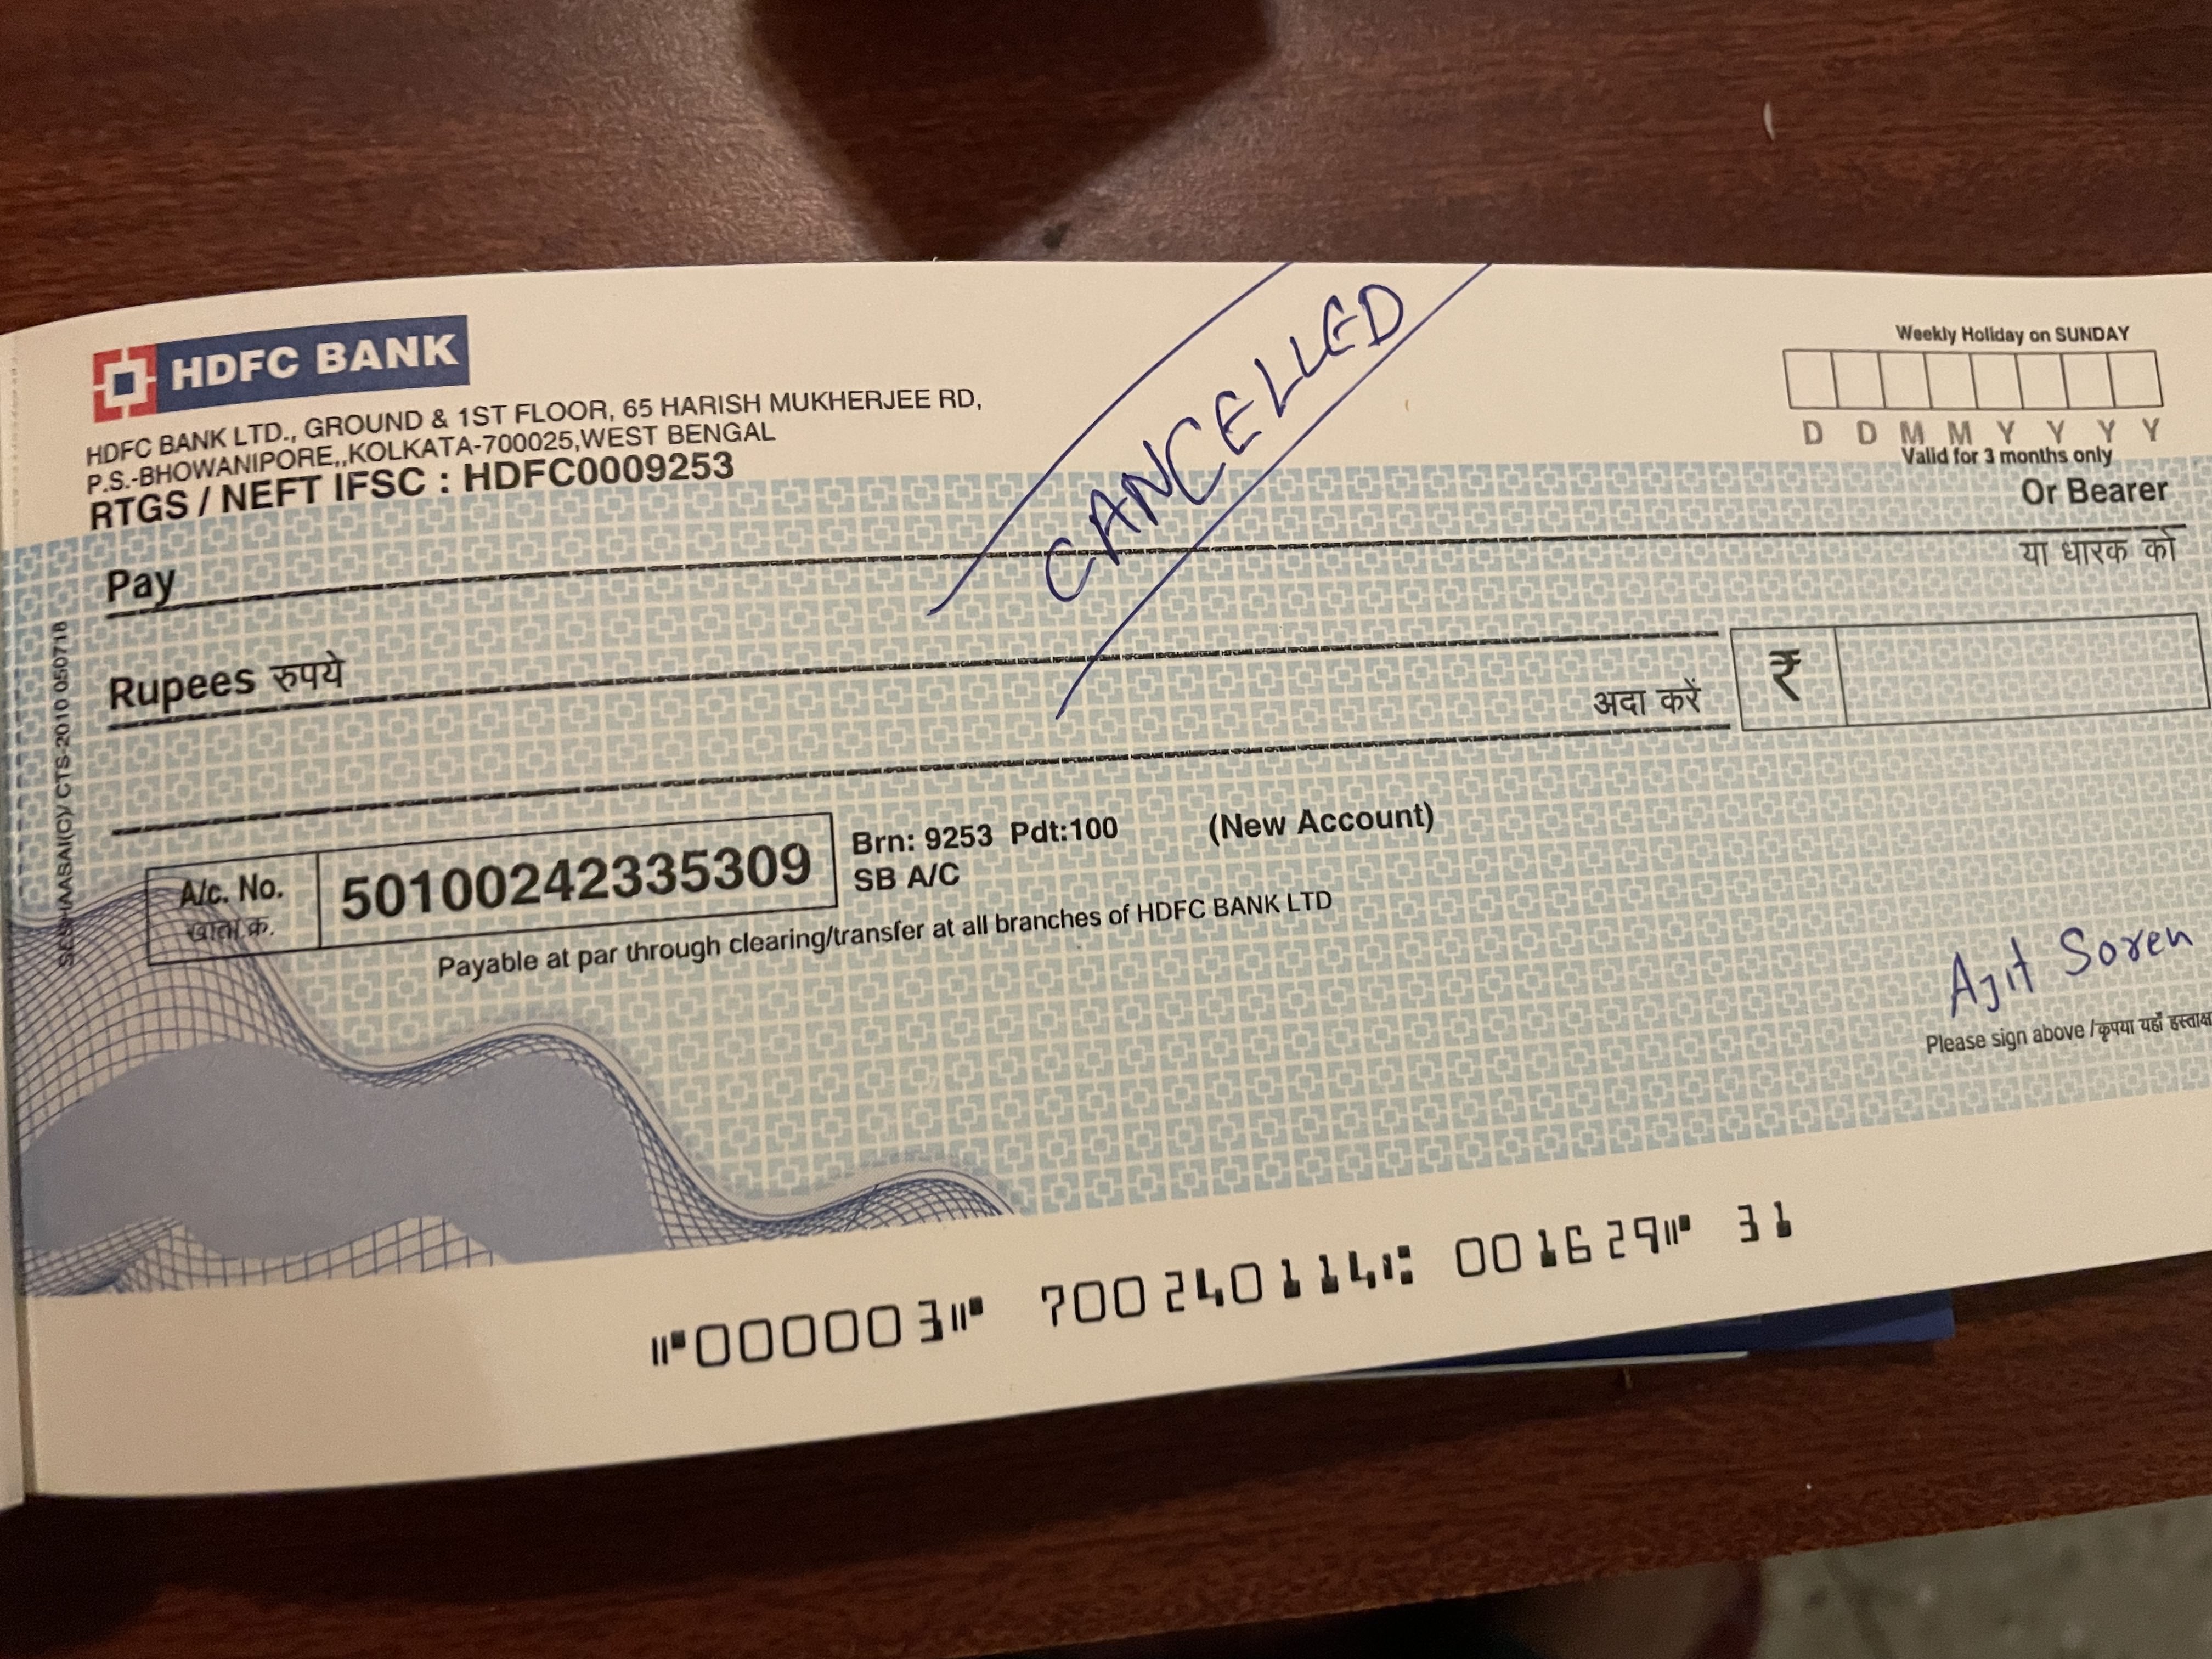 HDFC BANK
HDFC BANK LTD., GROUND & 1ST FLOOR, 65 HARISH MUKHERJEE RD,
P.S.-BHOWANIPORE,,KOLKATA-700025,WEST BENGAL
RTGS / NEFT IFSC : HDFC0009253
CANCELLED
Weekly Holiday on SUNDAY
D D M M Y Y Y Y
Valid for 3 months only
Pay
Or Bearer
या धारक को
Rupees रुपये
अदा करें
₹
A/c. No.
खाता क्र.
50100242335309
Brn: 9253 Pdt:100
SB A/C
(New Account)
Payable at par through clearing/transfer at all branches of HDFC BANK LTD
SESHAASAI(C)/ CTS-2010 050718
Ajit Soren
Please sign above /कृपया यहाँ
⑈000003⑈ 700240114⑆ 001629⑈ 31